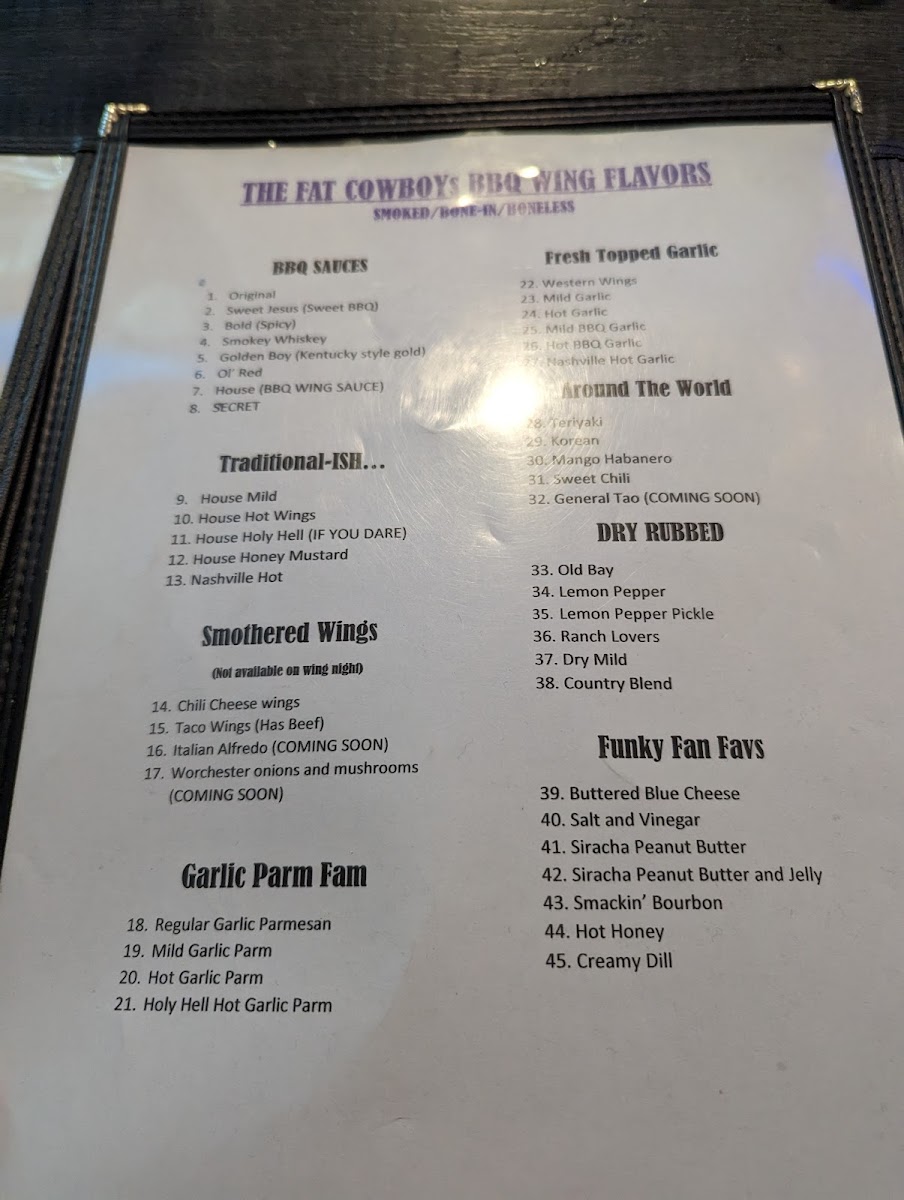 THE FAT COWBOYs BBQ WING FLAVORS
SMOKED/BONE-IN/BONELESS
BBQ SAUCES
1. Original
2. Sweet Jesus (Sweet BBQ)
3. Bold (Spicy)
4. Smokey Whiskey
5. Golden Boy (Kentucky style gold)
6. Ol' Red
7. House (BBQ WING SAUCE)
8. SECRET
Traditional-ISH...
9. House Mild
10. House Hot Wings
11. House Holy Hell (IF YOU DARE)
12. House Honey Mustard
13. Nashville Hot
Smothered Wings
(Not available on wing night)
14. Chili Cheese wings
15. Taco Wings (Has Beef)
16. Italian Alfredo (COMING SOON)
17. Worchester onions and mushrooms
(COMING SOON)
Garlic Parm Fam
18. Regular Garlic Parmesan
19. Mild Garlic Parm
20. Hot Garlic Parm
21. Holy Hell Hot Garlic Parm
Fresh Topped Garlic
22. Western Wings
23. Mild Garlic
24. Hot Garlic
25. Mild BBQ Garlic
26. Hot BBQ Garlic
27. Nashville Hot Garlic
Around The World
28. Teriyaki
29. Korean
30. Mango Habanero
31. Sweet Chili
32. General Tao (COMING SOON)
DRY RUBBED
33. Old Bay
34. Lemon Pepper
35. Lemon Pepper Pickle
36. Ranch Lovers
37. Dry Mild
38. Country Blend
Funky Fan Favs
39. Buttered Blue Cheese
40. Salt and Vinegar
41. Siracha Peanut Butter
42. Siracha Peanut Butter and Jelly
43. Smackin' Bourbon
44. Hot Honey
45. Creamy Dill